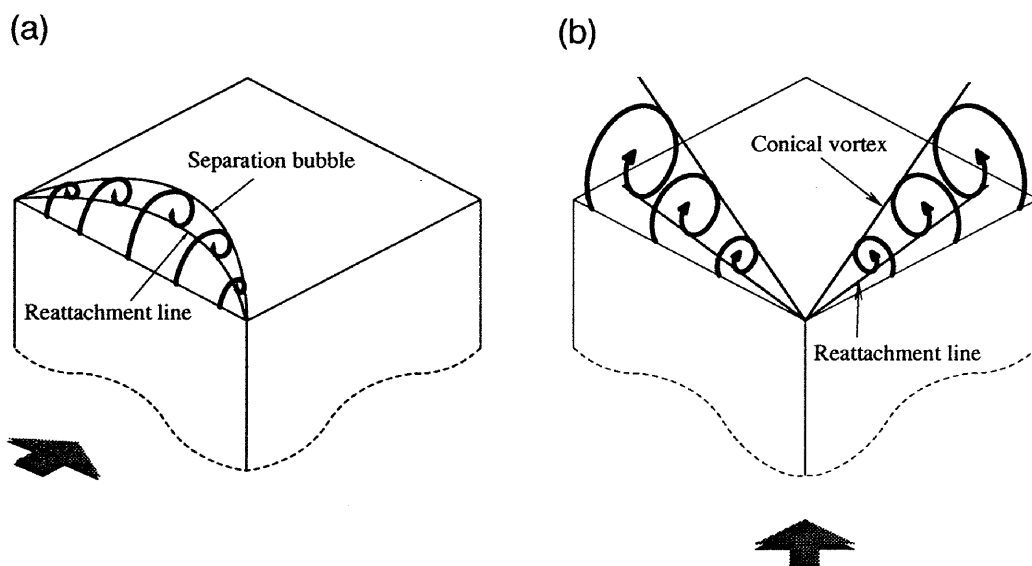 (a)
Separation bubble
Reattachment line
(b)
Conical vortex
Reattachment line